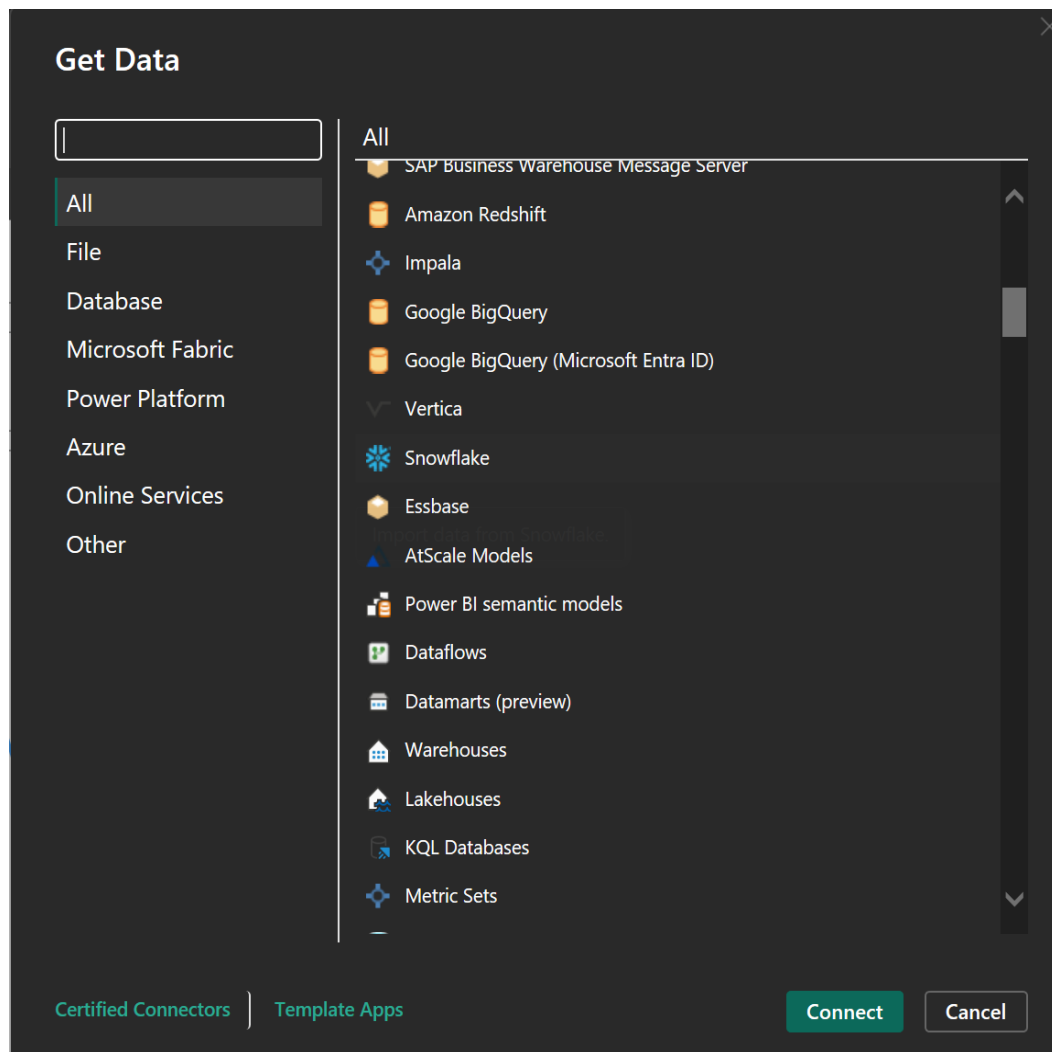 Get Data
All
File
Database
Microsoft Fabric
Power Platform
Azure
Online Services
Other
All
SAP Business Warehouse Message Server
Amazon Redshift
Impala
Google BigQuery
Google BigQuery (Microsoft Entra ID)
Vertica
Snowflake
Essbase
Import data from Snowflake.
AtScale Models
Power BI semantic models
Dataflows
Datamarts (preview)
Warehouses
Lakehouses
KQL Databases
Metric Sets
Certified Connectors
Template Apps
Connect
Cancel